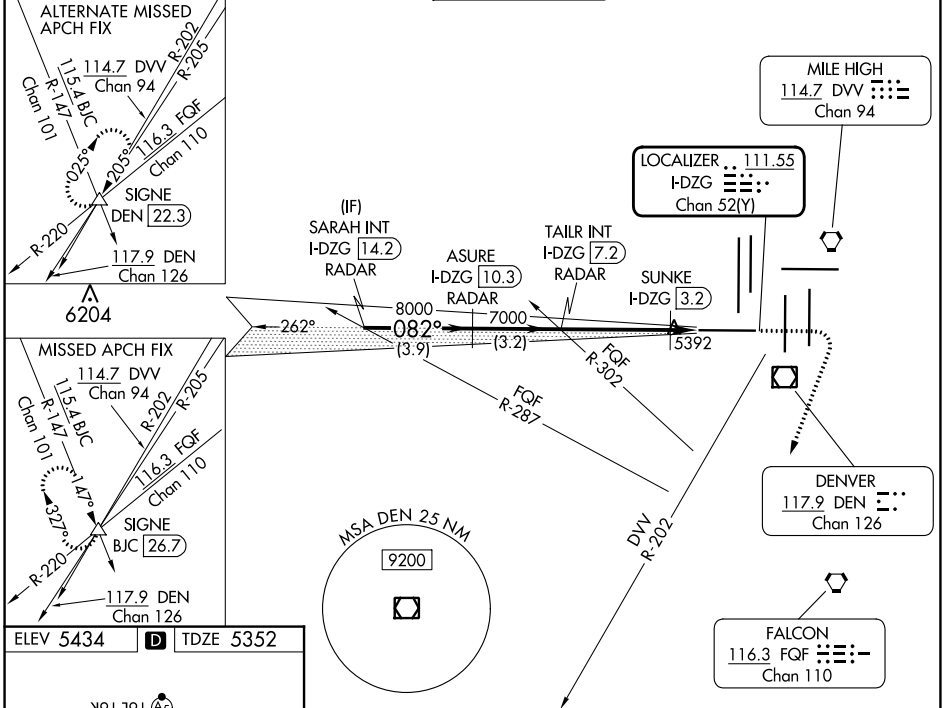 ALTERNATE MISSED
APCH FIX
R-202
R-205
114.7 DVV
Chan 94
115.4 BJC
R-147
Chan 101
116.3 FQF
Chan 110
025°
205°
SIGNE
DEN 22.3
R-220
117.9 DEN
Chan 126
6204
MISSED APCH FIX
114.7 DVV
Chan 94
R-202
R-205
115.4 BJC
R-147
Chan 101
116.3 FQF
Chan 110
147°
327°
SIGNE
BJC 26.7
R-220
117.9 DEN
Chan 126
MILE HIGH
114.7 DVV
Chan 94
LOCALIZER 111.55
I-DZG
Chan 52(Y)
(IF)
SARAH INT
I-DZG 14.2
RADAR
ASURE
I-DZG 10.3
RADAR
TAILR INT
I-DZG 7.2
RADAR
SUNKE
I-DZG 3.2
8000
7000
262°
082°
(3.9)
(3.2)
5392
FQF
R-302
FQF
R-287
DVV
R-202
DENVER
117.9 DEN
Chan 126
MSA DEN 25 NM
9200
FALCON
116.3 FQF
Chan 110
ELEV 5434
D
TDZE 5352